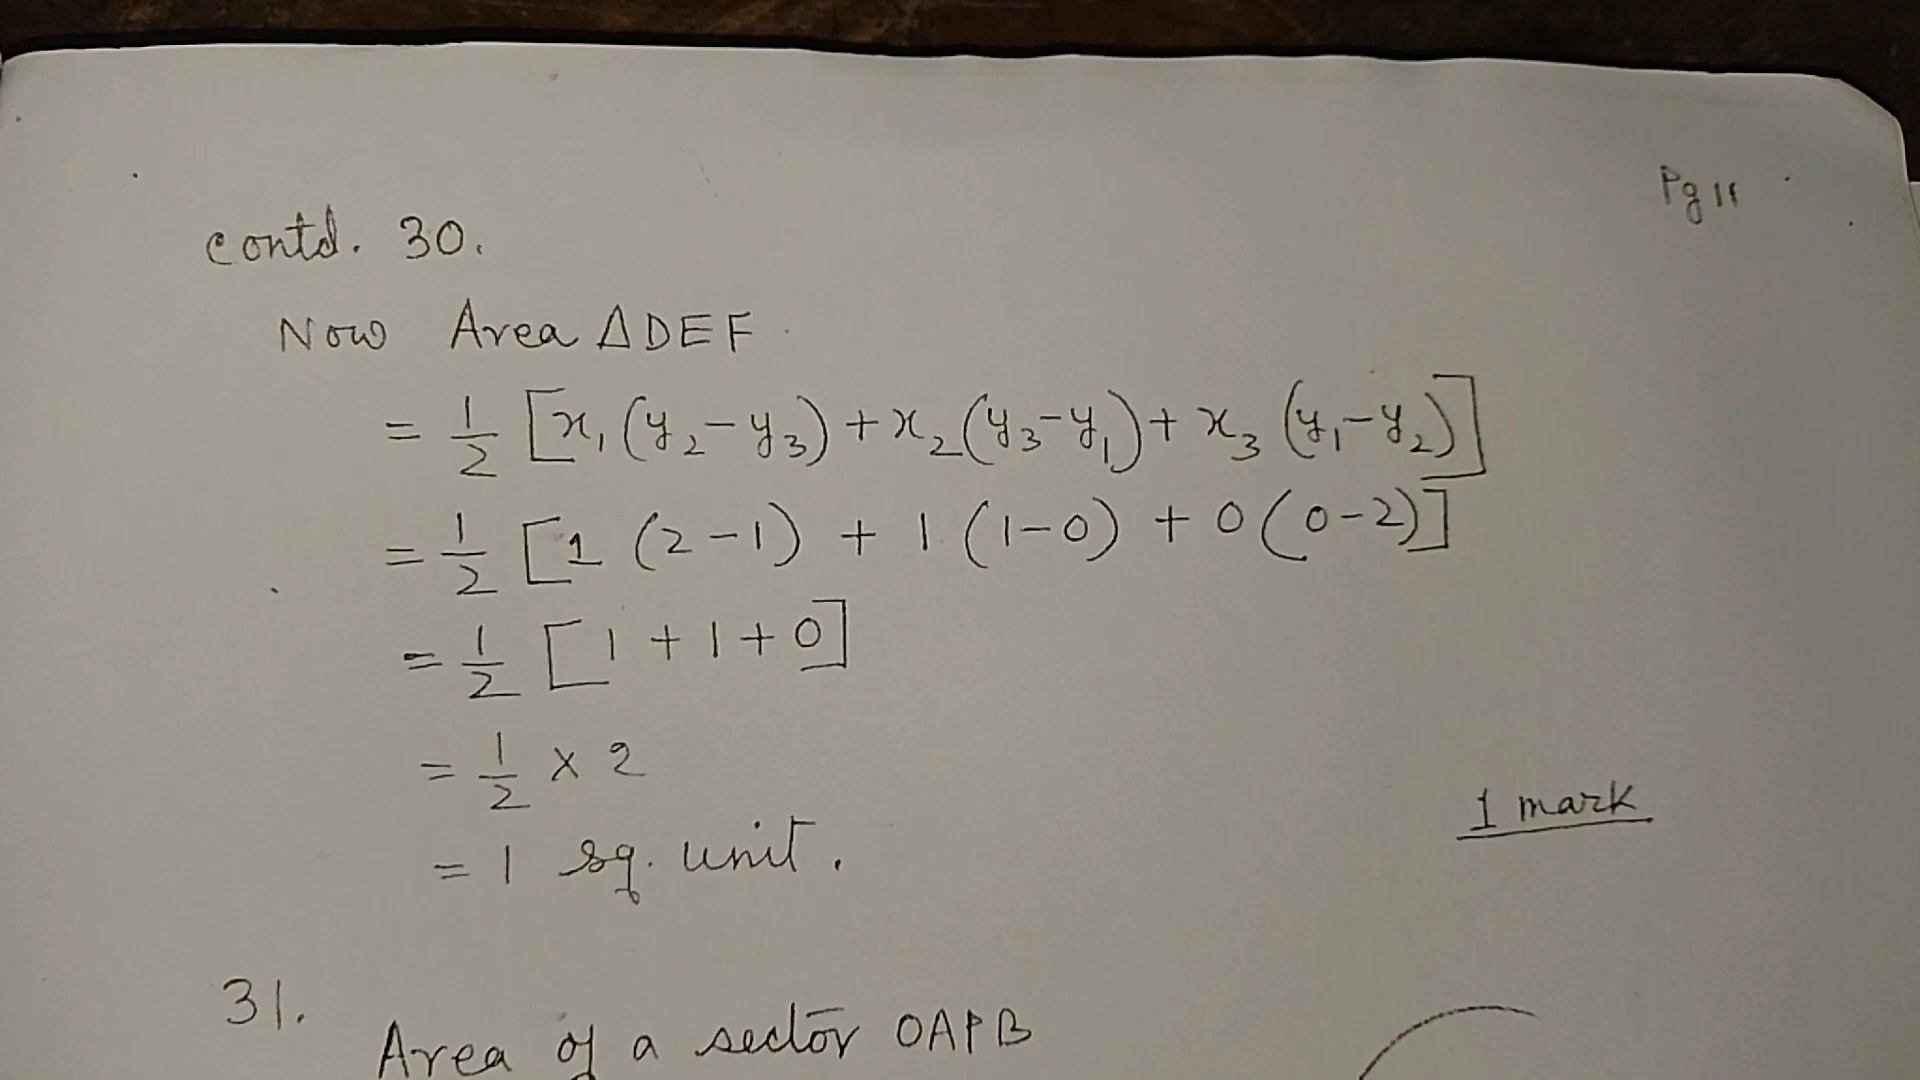 Pg 11
contd. 30.
Now Area ΔDEF
= 1/2 [x₁(y₂-y₃)+x₂(y₃-y₁)+x₃(y₁-y₂)]
= 1/2 [1 (2-1) + 1 (1-0) + 0 (0-2)]
= 1/2 [1+1+0]
= 1/2 × 2
1 mark
= 1 sq. unit.
31.
Area of a sector OAPB